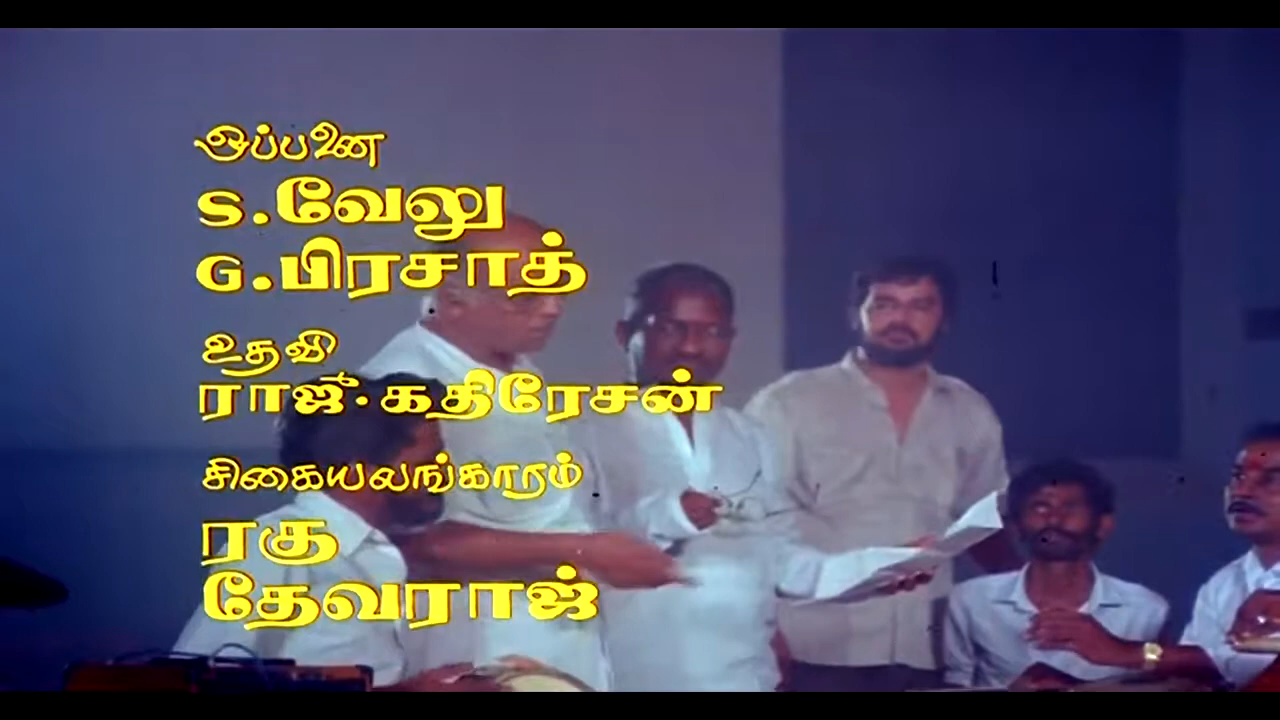 ஒப்பனை
S.வேலு
G.பிரசாத்
உதவி
ராஜீ.கதிரேசன்
சிகையலங்காரம்
ரகு
தேவராஜ்